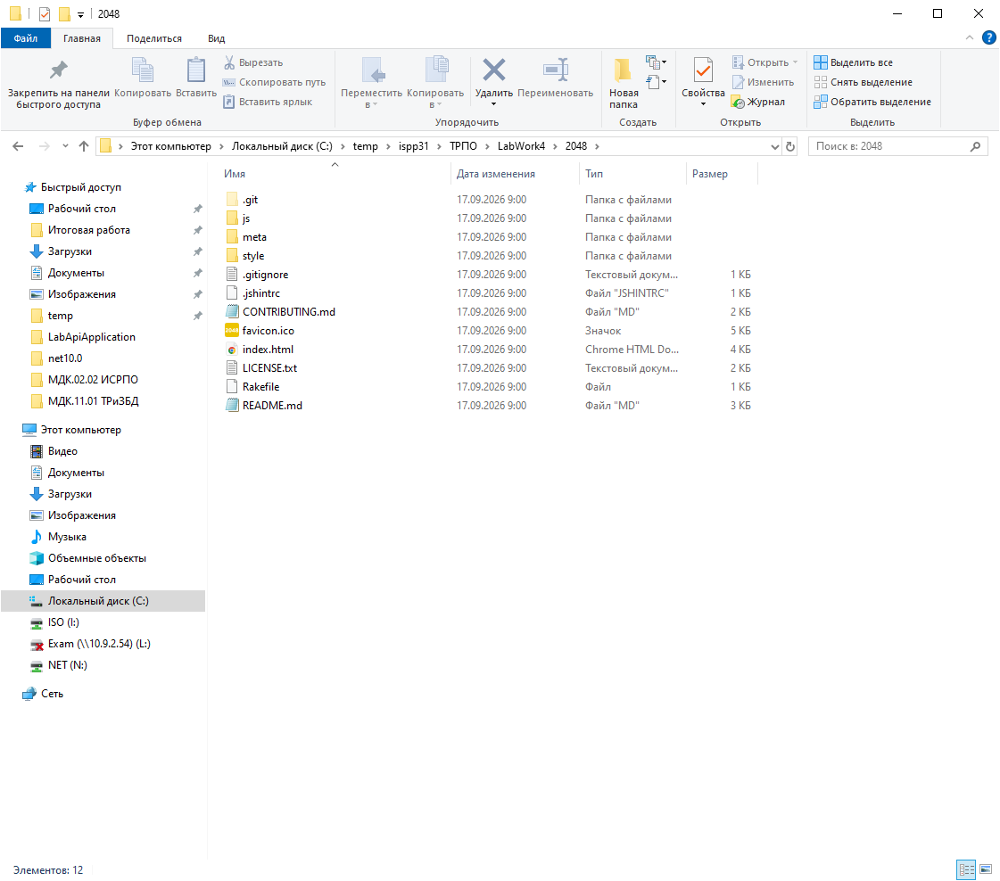 2048
Файл Главная Поделиться Вид
Закрепить на панели быстрого доступа
Копировать
Вставить
Вырезать
Скопировать путь
Вставить ярлык
Буфер обмена
Переместить в
Копировать в
Удалить
Переименовать
Упорядочить
Новая папка
Создать
Свойства
Открыть
Изменить
Журнал
Открыть
Выделить все
Снять выделение
Обратить выделение
Выделить
Этот компьютер > Локальный диск (C:) > temp > ispp31 > ТРПО > LabWork4 > 2048 >
Поиск в: 2048
Быстрый доступ
Рабочий стол
Итоговая работа
Загрузки
Документы
Изображения
temp
LabApiApplication
net10.0
МДК.02.02 ИСРПО
МДК.11.01 ТРиЗБД
Этот компьютер
Видео
Документы
Загрузки
Изображения
Музыка
Объемные объекты
Рабочий стол
Локальный диск (C:)
ISO (I:)
Exam (\\10.9.2.54) (L:)
NET (N:)
Сеть
Имя Дата изменения Тип Размер
.git 17.09.2026 9:00 Папка с файлами
js 17.09.2026 9:00 Папка с файлами
meta 17.09.2026 9:00 Папка с файлами
style 17.09.2026 9:00 Папка с файлами
.gitignore 17.09.2026 9:00 Текстовый докум... 1 КБ
.jshintrc 17.09.2026 9:00 Файл "JSHINTRC" 1 КБ
CONTRIBUTING.md 17.09.2026 9:00 Файл "MD" 2 КБ
2048 favicon.ico 17.09.2026 9:00 Значок 5 КБ
index.html 17.09.2026 9:00 Chrome HTML Do... 4 КБ
LICENSE.txt 17.09.2026 9:00 Текстовый докум... 2 КБ
Rakefile 17.09.2026 9:00 Файл 1 КБ
README.md 17.09.2026 9:00 Файл "MD" 3 КБ
Элементов: 12